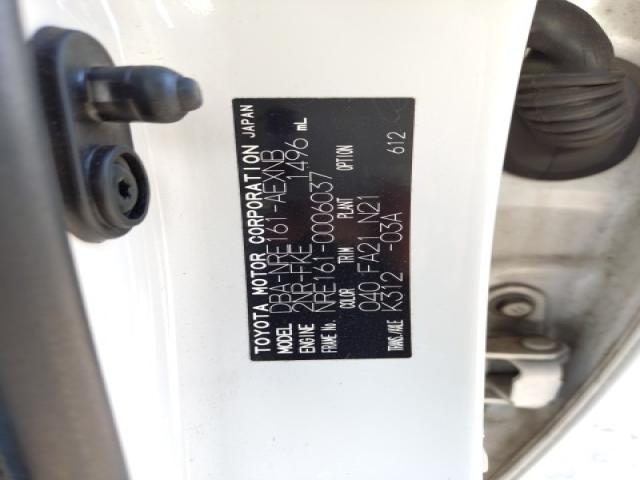 TOYOTA MOTOR CORPORATION JAPAN
MODEL DBA-NRE161-AEXNB
ENGINE 2NR-FKE 1496 mL
FRAME No. NRE161-0006037
COLOR TRIM PLANT OPTION
040 FA21 N21
TRANS./AXLE K312 -03A 612